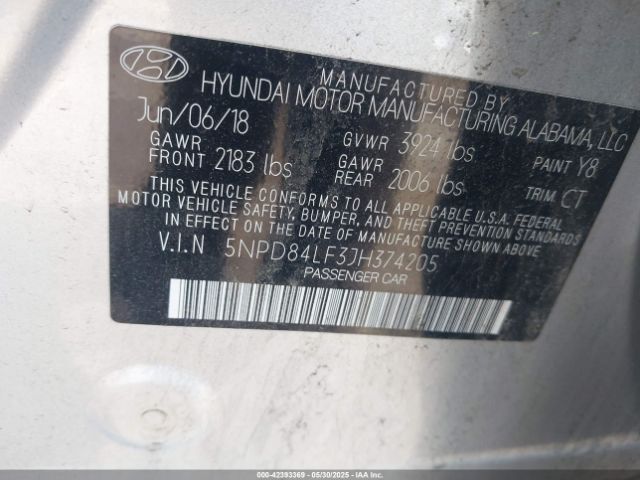 MANUFACTURED BY
HYUNDAI MOTOR MANUFACTURING ALABAMA, LLC
Jun/06/18
GVWR 3924 lbs
PAINT Y8
GAWR FRONT 2183 lbs
GAWR REAR 2006 lbs
TRIM CT
THIS VEHICLE CONFORMS TO ALL APPLICABLE U.S.A. FEDERAL
MOTOR VEHICLE SAFETY, BUMPER, AND THEFT PREVENTION STANDARDS
IN EFFECT ON THE DATE OF MANUFACTURE SHOWN ABOVE
V.I.N 5NPD84LF3JH374205
PASSENGER CAR
000-42393369 - 05/30/2025 - IAAI.CA